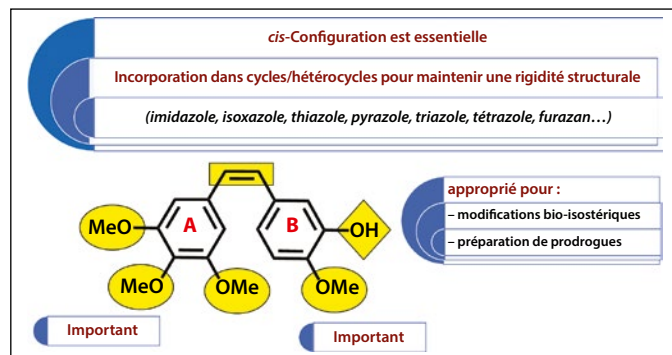 cis-Configuration est essentielle
Incorporation dans cycles/hétérocycles pour maintenir une rigidité structurale
(imidazole, isoxazole, thiazole, pyrazole, triazole, tétrazole, furazan…)
approprié pour :
– modifications bio-isostériques
– préparation de prodrogues
A
B
MeO
OH
MeO
OMe
OMe
Important
Important